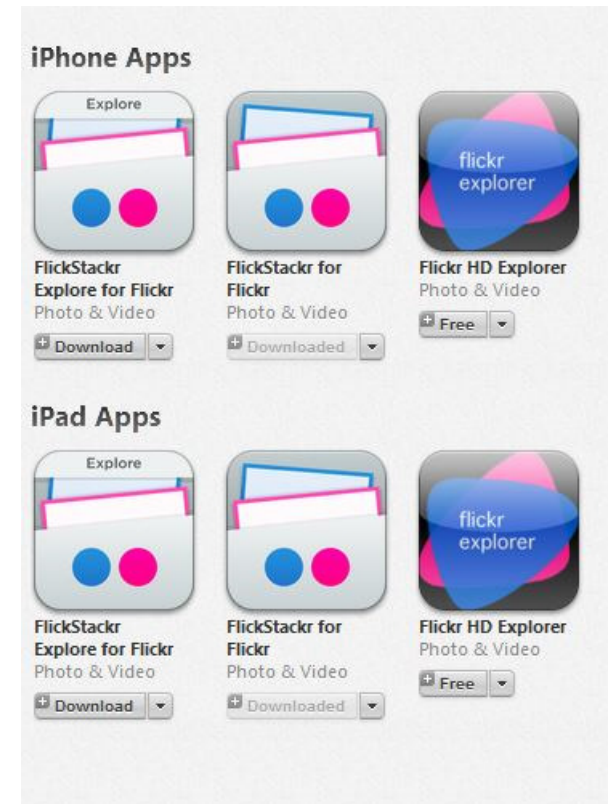 iPhone Apps
Explore
flickr
explorer
FlickStackr
Explore for Flickr
Photo & Video
Download
FlickStackr for
Flickr
Photo & Video
Downloaded
Flickr HD Explorer
Photo & Video
Free
iPad Apps
Explore
flickr
explorer
FlickStackr
Explore for Flickr
Photo & Video
Download
FlickStackr for
Flickr
Photo & Video
Downloaded
Flickr HD Explorer
Photo & Video
Free